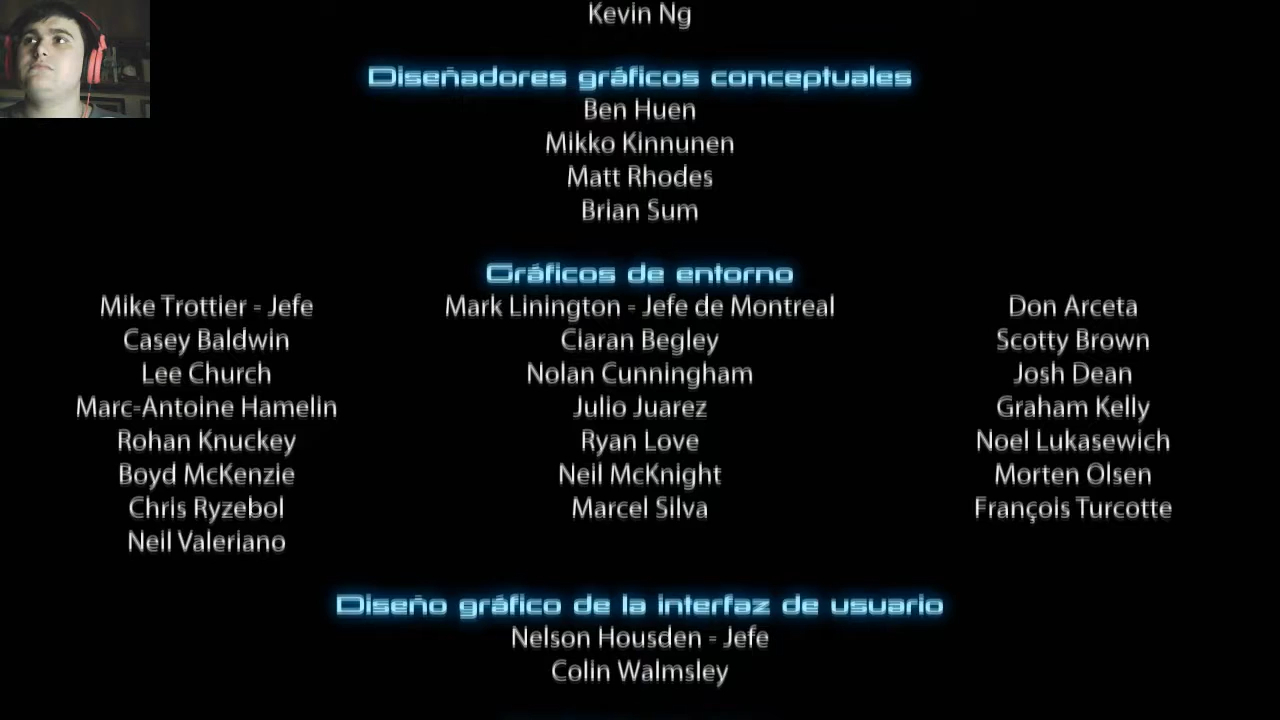 Kevin Ng
Diseñadores gráficos conceptuales
Ben Huen
Mikko Kinnunen
Matt Rhodes
Brian Sum
Gráficos de entorno
Mike Trottier - Jefe
Mark Linington - Jefe de Montreal
Don Arceta
Casey Baldwin
Ciaran Begley
Scotty Brown
Lee Church
Nolan Cunningham
Josh Dean
Marc-Antoine Hamelin
Julio Juarez
Graham Kelly
Rohan Knuckey
Ryan Love
Noel Lukasewich
Boyd McKenzie
Neil McKnight
Morten Olsen
Chris Ryzebol
Marcel Silva
François Turcotte
Neil Valeriano
Diseño gráfico de la interfaz de usuario
Nelson Housden - Jefe
Colin Walmsley